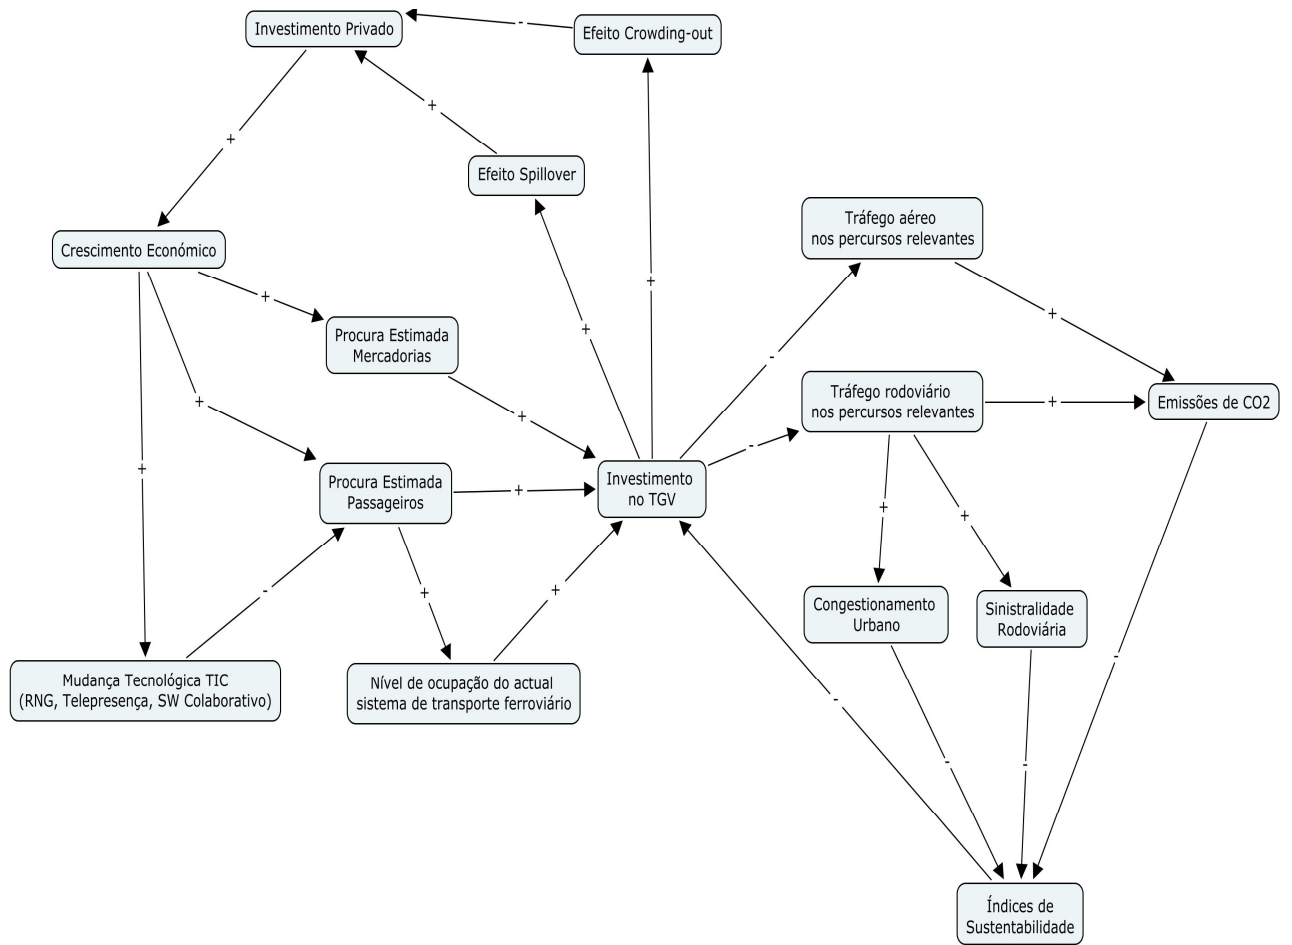 Investimento Privado
-
Efeito Crowding-out
+
+
Efeito Spillover
Tráfego aéreo
nos percursos relevantes
Crescimento Económico
+
+
+
+
Procura Estimada
Mercadorias
-
Tráfego rodoviário
nos percursos relevantes
+
Emissões de CO2
+
+
-
+
Procura Estimada
Passageiros
+
Investimento
no TGV
+
+
-
+
+
Congestionamento
Urbano
Sinistralidade
Rodoviária
-
Mudança Tecnológica TIC
(RNG, Telepresença, SW Colaborativo)
Nível de ocupação do actual
sistema de transporte ferroviário
-
-
-
Índices de
Sustentabilidade